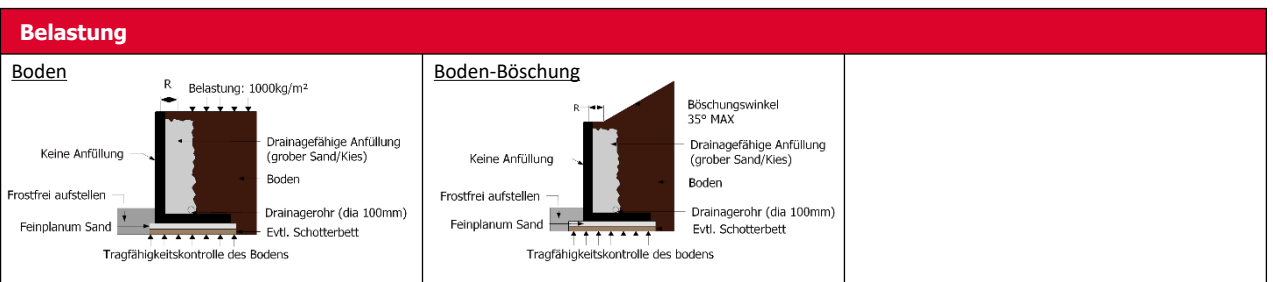 Belastung
Boden
R
Belastung: 1000kg/m²
Drainagefähige Anfüllung
(grober Sand/Kies)
Keine Anfüllung
Boden
Frostfrei aufstellen
Drainagerohr (dia 100mm)
Feinplanum Sand
Evtl. Schotterbett
Tragfähigkeitskontrolle des Bodens
Boden-Böschung
R
Böschungswinkel
35° MAX
Drainagefähige Anfüllung
(grober Sand/Kies)
Keine Anfüllung
Boden
Frostfrei aufstellen
Drainagerohr (dia 100mm)
Feinplanum Sand
Evtl. Schotterbett
Tragfähigkeitskontrolle des bodens